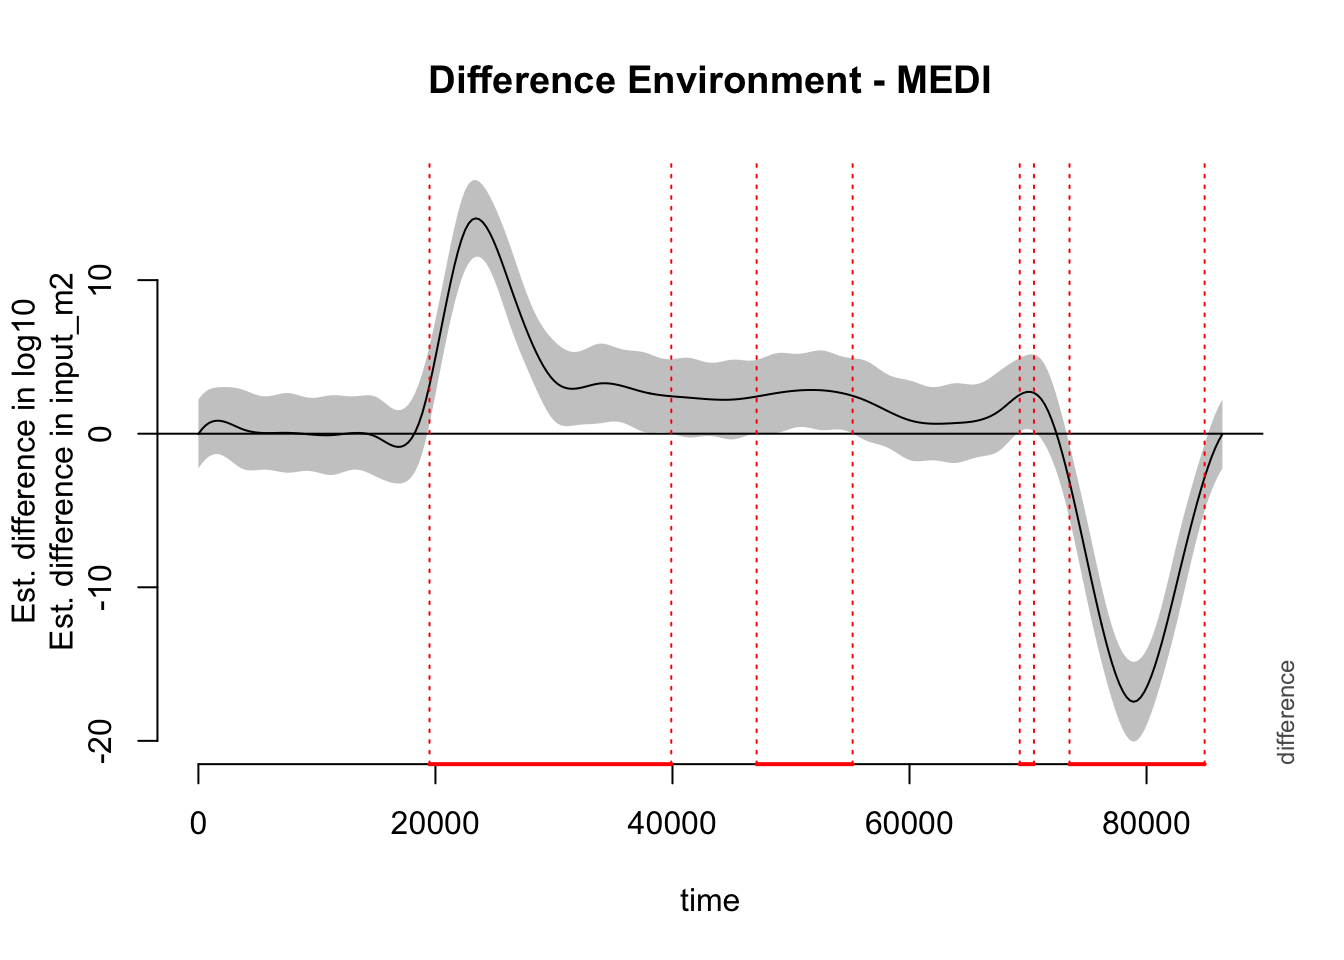 Difference Environment - MEDI
Est. difference in log10
Est. difference in input_m2
10
0
-10
-20
0
20000
40000
60000
80000
time
difference